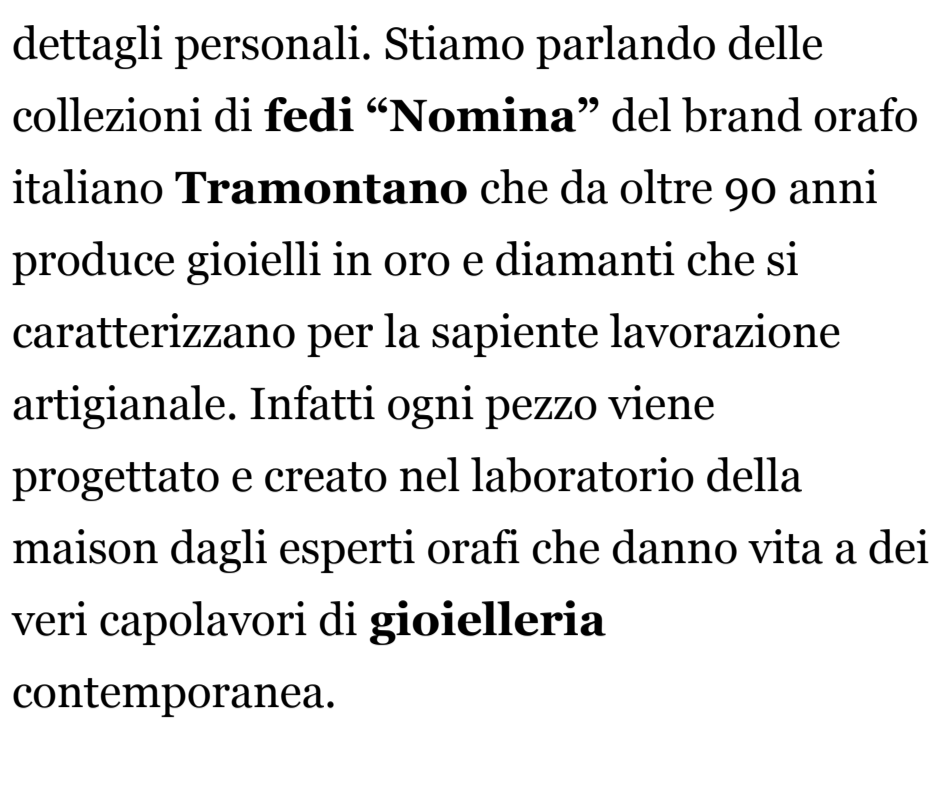 dettagli personali. Stiamo parlando delle
collezioni di fedi “Nomina” del brand orafo
italiano Tramontano che da oltre 90 anni
produce gioielli in oro e diamanti che si
caratterizzano per la sapiente lavorazione
artigianale. Infatti ogni pezzo viene
progettato e creato nel laboratorio della
maison dagli esperti orafi che danno vita a dei
veri capolavori di gioielleria
contemporanea.